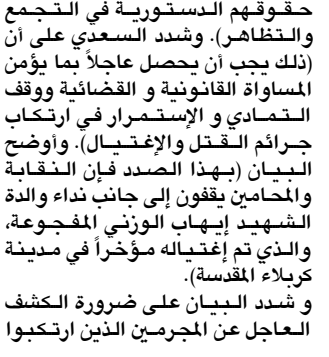 حقوقهم الدستورية في التجمع
والتظاهر). وشدد السعدي على أن
(ذلك يجب أن يحصل عاجلاً بما يؤمن
المساواة القانونية و القضائية ووقف
التمادي و الإستمرار في ارتكاب
جرائم القتل والإغتيال). وأوضح
البيان (بهذا الصدد فإن النقابة
والمحامين يقفون إلى جانب نداء والدة
الشهيد إيهاب الوزني المفجوعة،
والذي تم إغتياله مؤخراً في مدينة
كربلاء المقدسة).
و شدد البيان على ضرورة الكشف
العاجل عن المجرمين الذين ارتكبوا